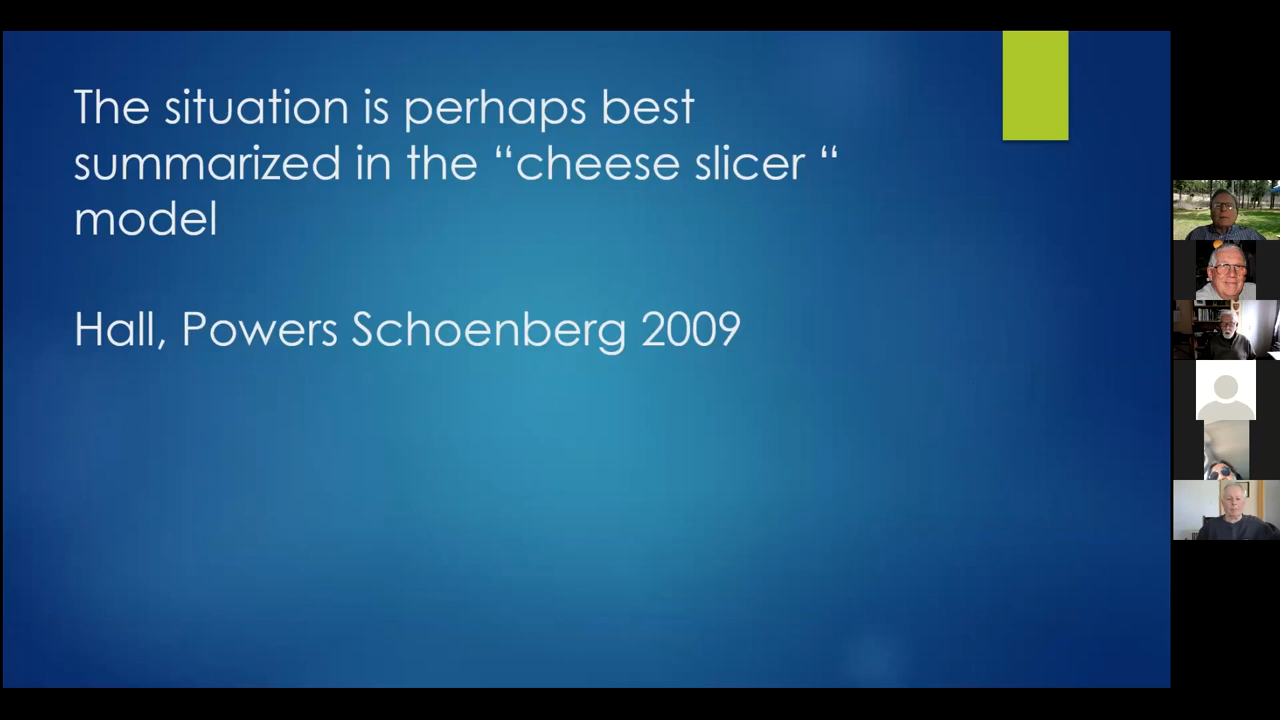 The situation is perhaps best
summarized in the “cheese slicer “
model
Hall, Powers Schoenberg 2009